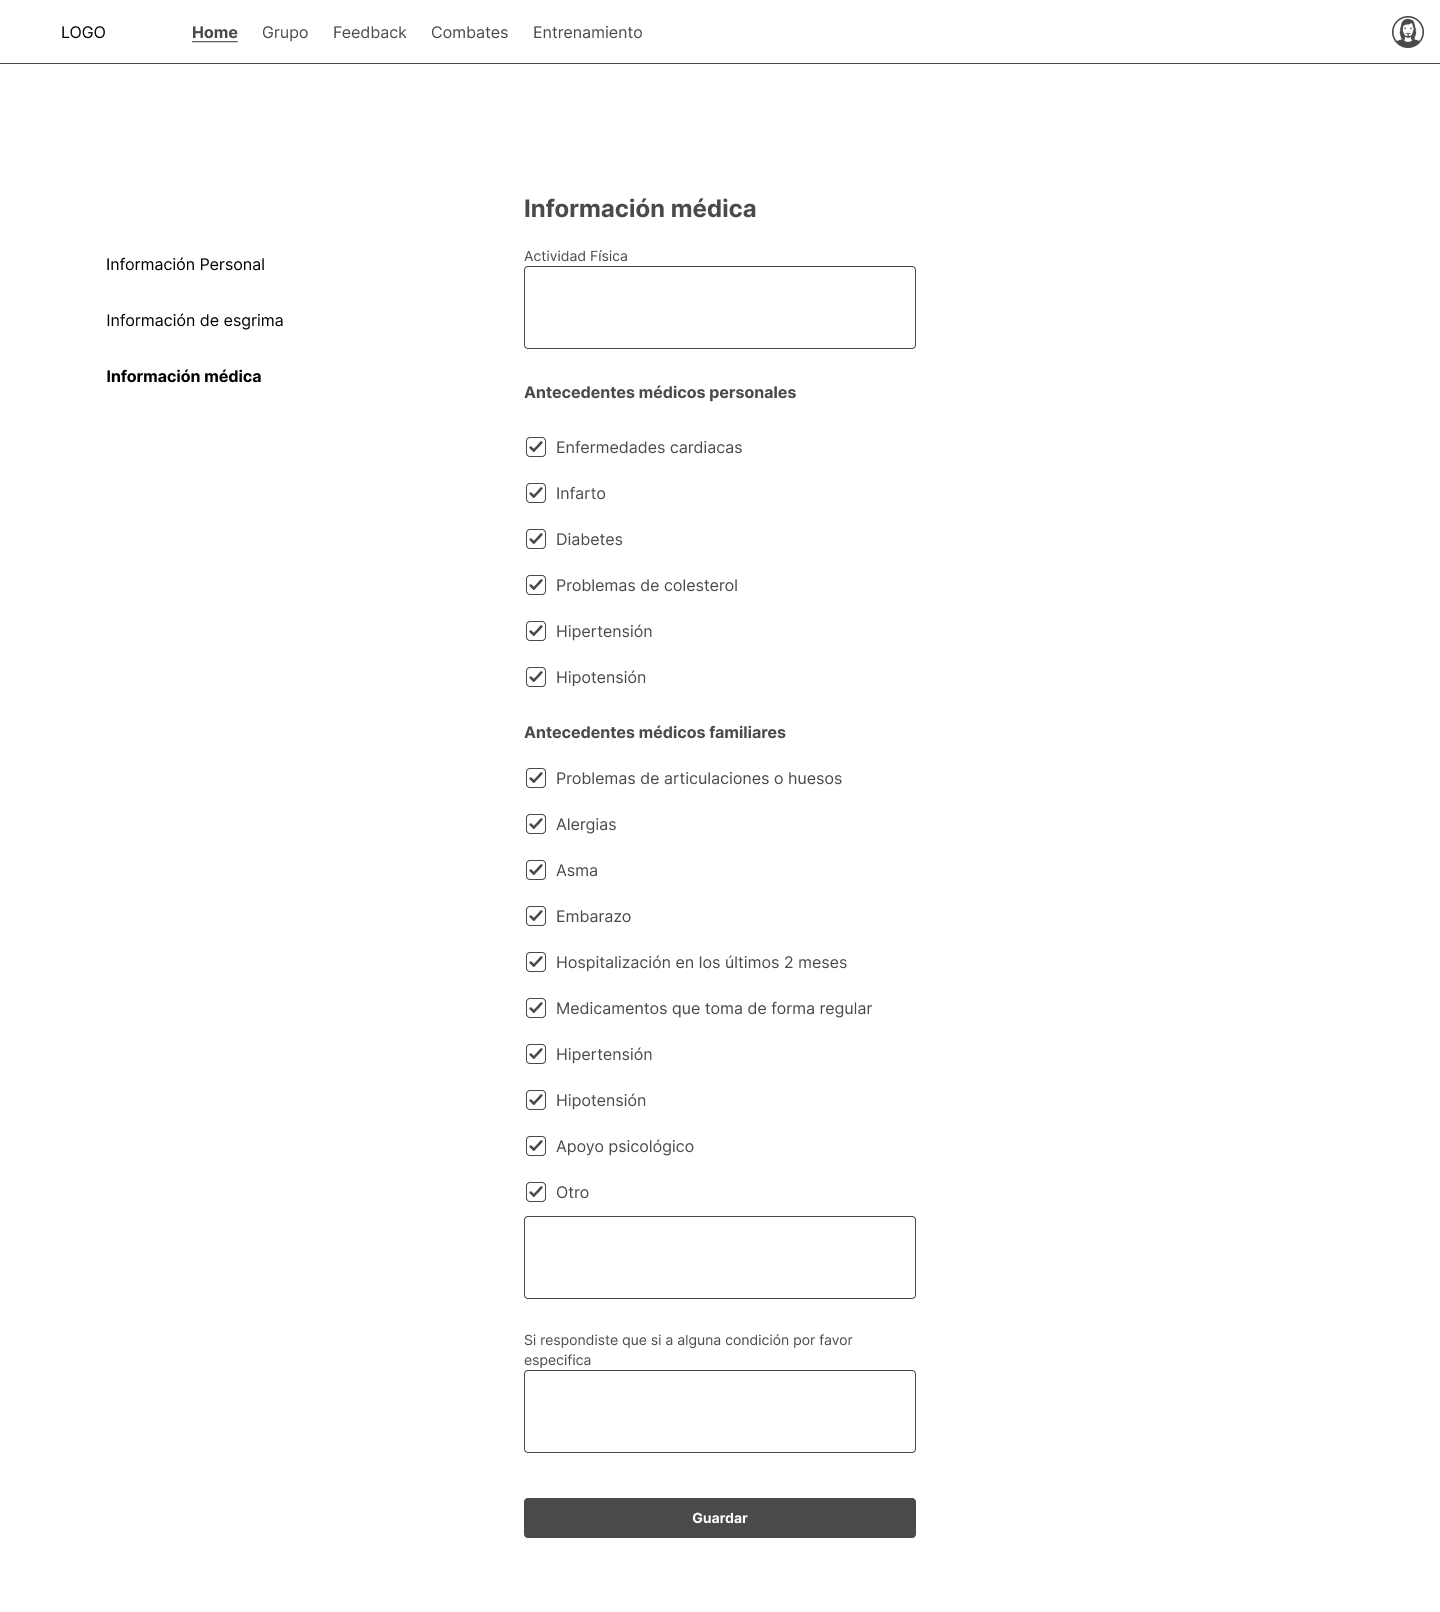 LOGO
Home
Grupo
Feedback
Combates
Entrenamiento
Información Personal
Información de esgrima
Información médica
Información médica
Actividad Física
Antecedentes médicos personales
Enfermedades cardiacas
Infarto
Diabetes
Problemas de colesterol
Hipertensión
Hipotensión
Antecedentes médicos familiares
Problemas de articulaciones o huesos
Alergias
Asma
Embarazo
Hospitalización en los últimos 2 meses
Medicamentos que toma de forma regular
Hipertensión
Hipotensión
Apoyo psicológico
Otro
Si respondiste que si a alguna condición por favor
especifica
Guardar